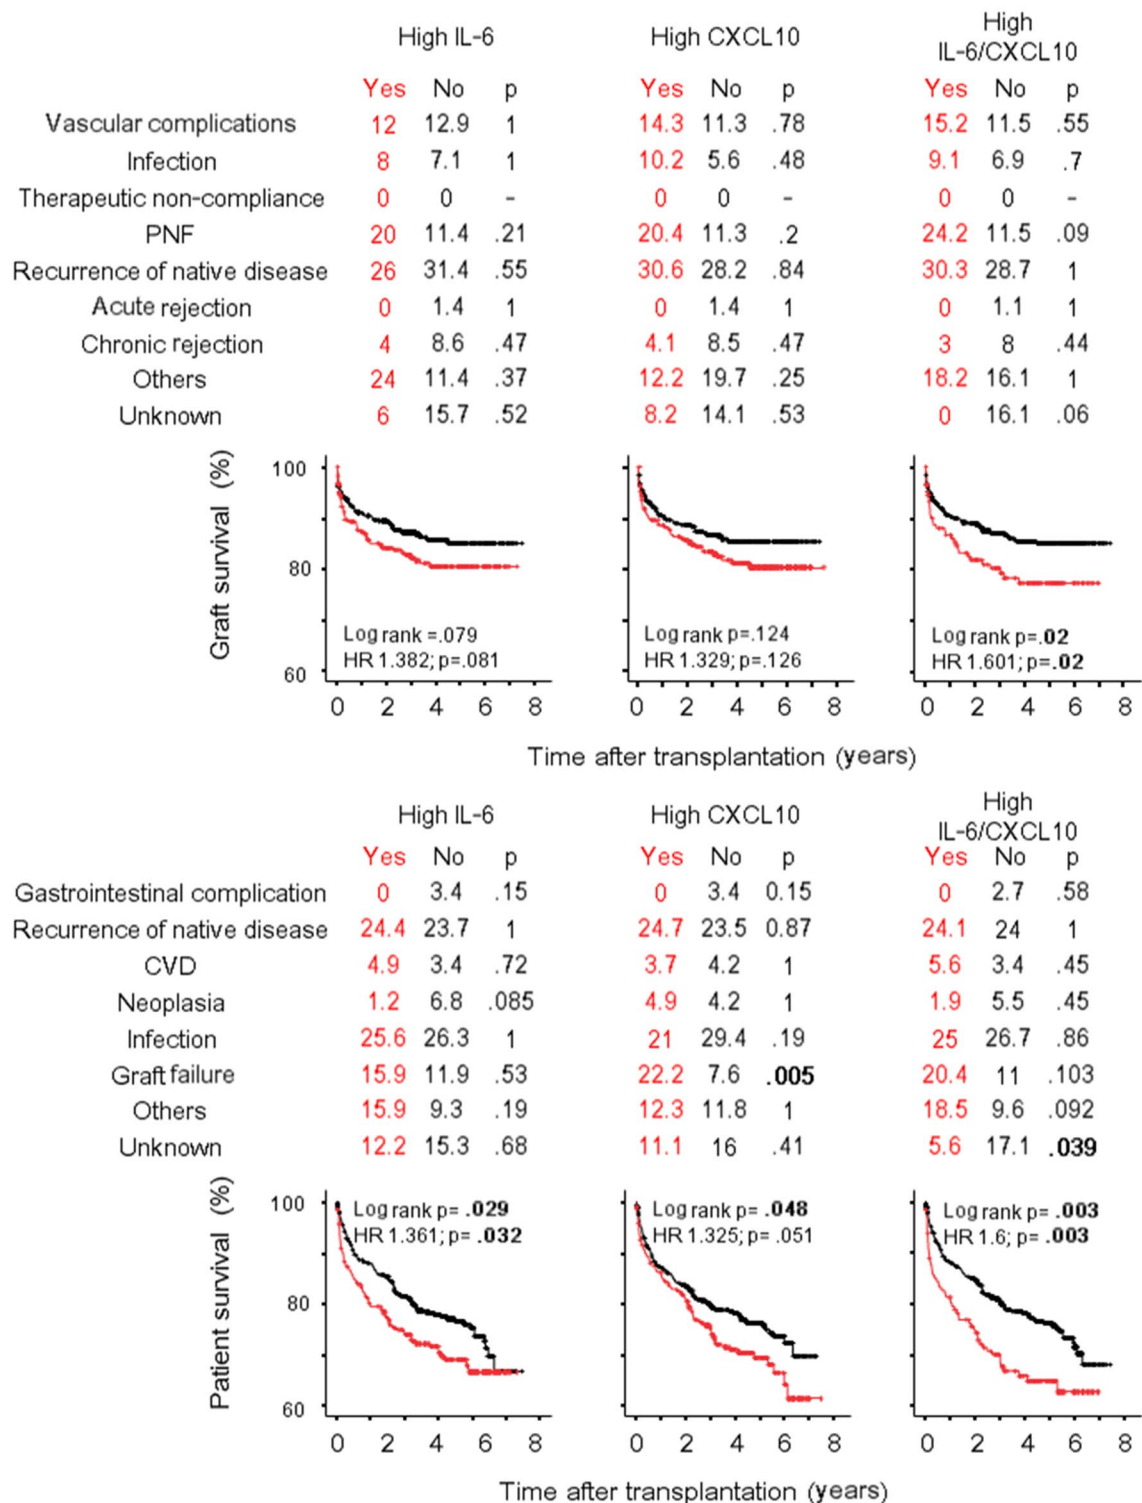 High IL-6 High CXCL10 High
IL-6/CXCL10
Yes No p Yes No p Yes No p
Vascular complications 12 12.9 1 14.3 11.3 .78 15.2 11.5 .55
Infection 8 7.1 1 10.2 5.6 .48 9.1 6.9 .7
Therapeutic non-compliance 0 0 - 0 0 - 0 0 -
PNF 20 11.4 .21 20.4 11.3 .2 24.2 11.5 .09
Recurrence of native disease 26 31.4 .55 30.6 28.2 .84 30.3 28.7 1
Acute rejection 0 1.4 1 0 1.4 1 0 1.1 1
Chronic rejection 4 8.6 .47 4.1 8.5 .47 3 8 .44
Others 24 11.4 .37 12.2 19.7 .25 18.2 16.1 1
Unknown 6 15.7 .52 8.2 14.1 .53 0 16.1 .06
Graft survival (%)
100
80
60
Log rank =.079
HR 1.382; p=.081
Log rank p=.124
HR 1.329; p=.126
Log rank p=.02
HR 1.601; p=.02
0 2 4 6 8 0 2 4 6 8 0 2 4 6 8
Time after transplantation (years)
High IL-6 High CXCL10 High
IL-6/CXCL10
Yes No p Yes No p Yes No p
Gastrointestinal complication 0 3.4 .15 0 3.4 0.15 0 2.7 .58
Recurrence of native disease 24.4 23.7 1 24.7 23.5 0.87 24.1 24 1
CVD 4.9 3.4 .72 3.7 4.2 1 5.6 3.4 .45
Neoplasia 1.2 6.8 .085 4.9 4.2 1 1.9 5.5 .45
Infection 25.6 26.3 1 21 29.4 .19 25 26.7 .86
Graft failure 15.9 11.9 .53 22.2 7.6 .005 20.4 11 .103
Others 15.9 9.3 .19 12.3 11.8 1 18.5 9.6 .092
Unknown 12.2 15.3 .68 11.1 16 .41 5.6 17.1 .039
Patient survival (%)
100
80
60
Log rank p= .029
HR 1.361; p= .032
Log rank p= .048
HR 1.325; p= .051
Log rank p= .003
HR 1.6; p= .003
0 2 4 6 8 0 2 4 6 8 0 2 4 6 8
Time after transplantation (years)